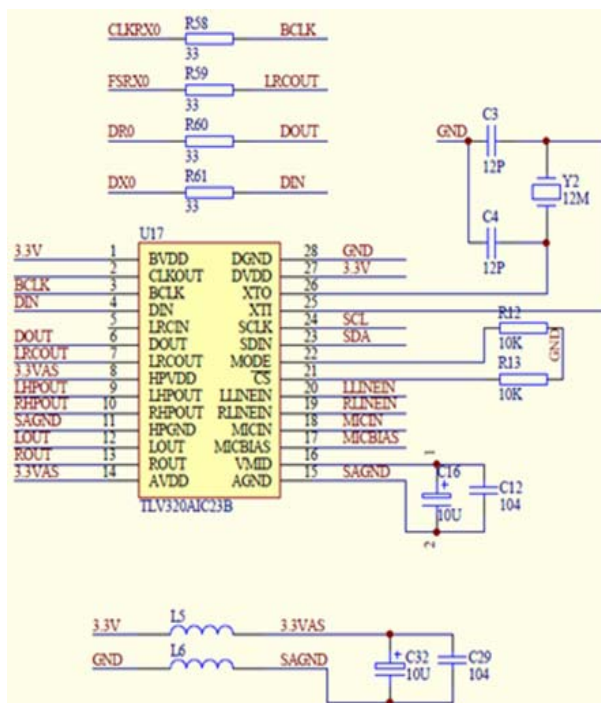 CLKRX0 R58 BCLK
33
FSRX0 R59 LRCOUT
33
DR0 R60 DOUT
33
DX0 R61 DIN
33
GND C3
12P
Y2
12M
C4
12P
U17
3.3V 1 BVDD DGND 28 GND
2 CLKOUT DVDD 27 3.3V
BCLK 3 BCLK XTO 26
DIN 4 DIN XTI 25
5 LRCIN SCLK 24 SCL
DOUT 6 DOUT SDIN 23 SDA
LRCOUT 7 LRCOUT MODE 22
3.3VAS 8 HPVDD CS 21
LHPOUT 9 LHPOUT LLINEIN 20 LLINEIN
RHPOUT 10 RHPOUT RLINEIN 19 RLINEIN
SAGND 11 HPGND MICIN 18 MICIN
LOUT 12 LOUT MICBIAS 17 MICBIAS
ROUT 13 ROUT VMID 16
3.3VAS 14 AVDD AGND 15 SAGND
TLV320AIC23B
R12
10K
GND
R13
10K
1
C16
+
10U
2
C12
104
3.3V L5 3.3VAS
GND L6 SAGND
+
C32
10U
C29
104